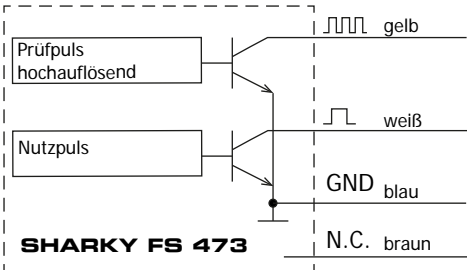 gelb
Prüfpuls
hochauflösend
weiß
Nutzpuls
GND blau
SHARKY FS 473
N.C. braun